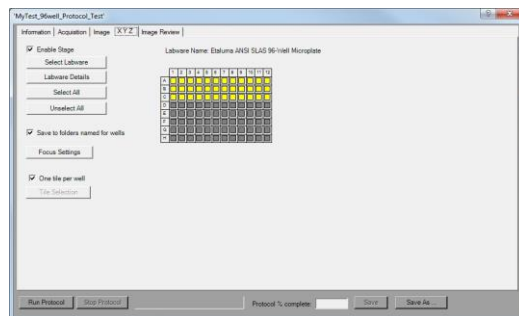 'MyTest_96well_Protocol_Test'
Information | Acquisition | Image | XYZ | Image Review
Enable Stage
Labware Name: Etaluma ANSI SLAS 96-Well Microplate
Select Labware
Labware Details
Select All
Unselect All
1 2 3 4 5 6 7 8 9 10 11 12
A
B
C
D
E
F
G
H
Save to folders named for wells
Focus Settings
One tile per well
Tile Selection
Run Protocol
Stop Protocol
Protocol % complete:
Save
Save As ...